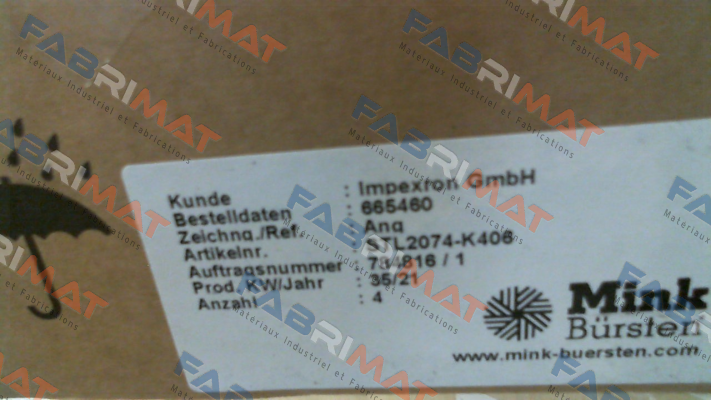 Kunde : Impexron GmbH
Bestelldaten : 665460
Zeichng./Ref. : Ang
Artikelnr. : STL2074-K406
Auftragsnummer : 784816 / 1
Prod. KW/Jahr : 35/21
Anzahl : 4
Mink
Bürsten
www.mink-buersten.com
FABRIMAT
Materiaux Industriel et Fabrications